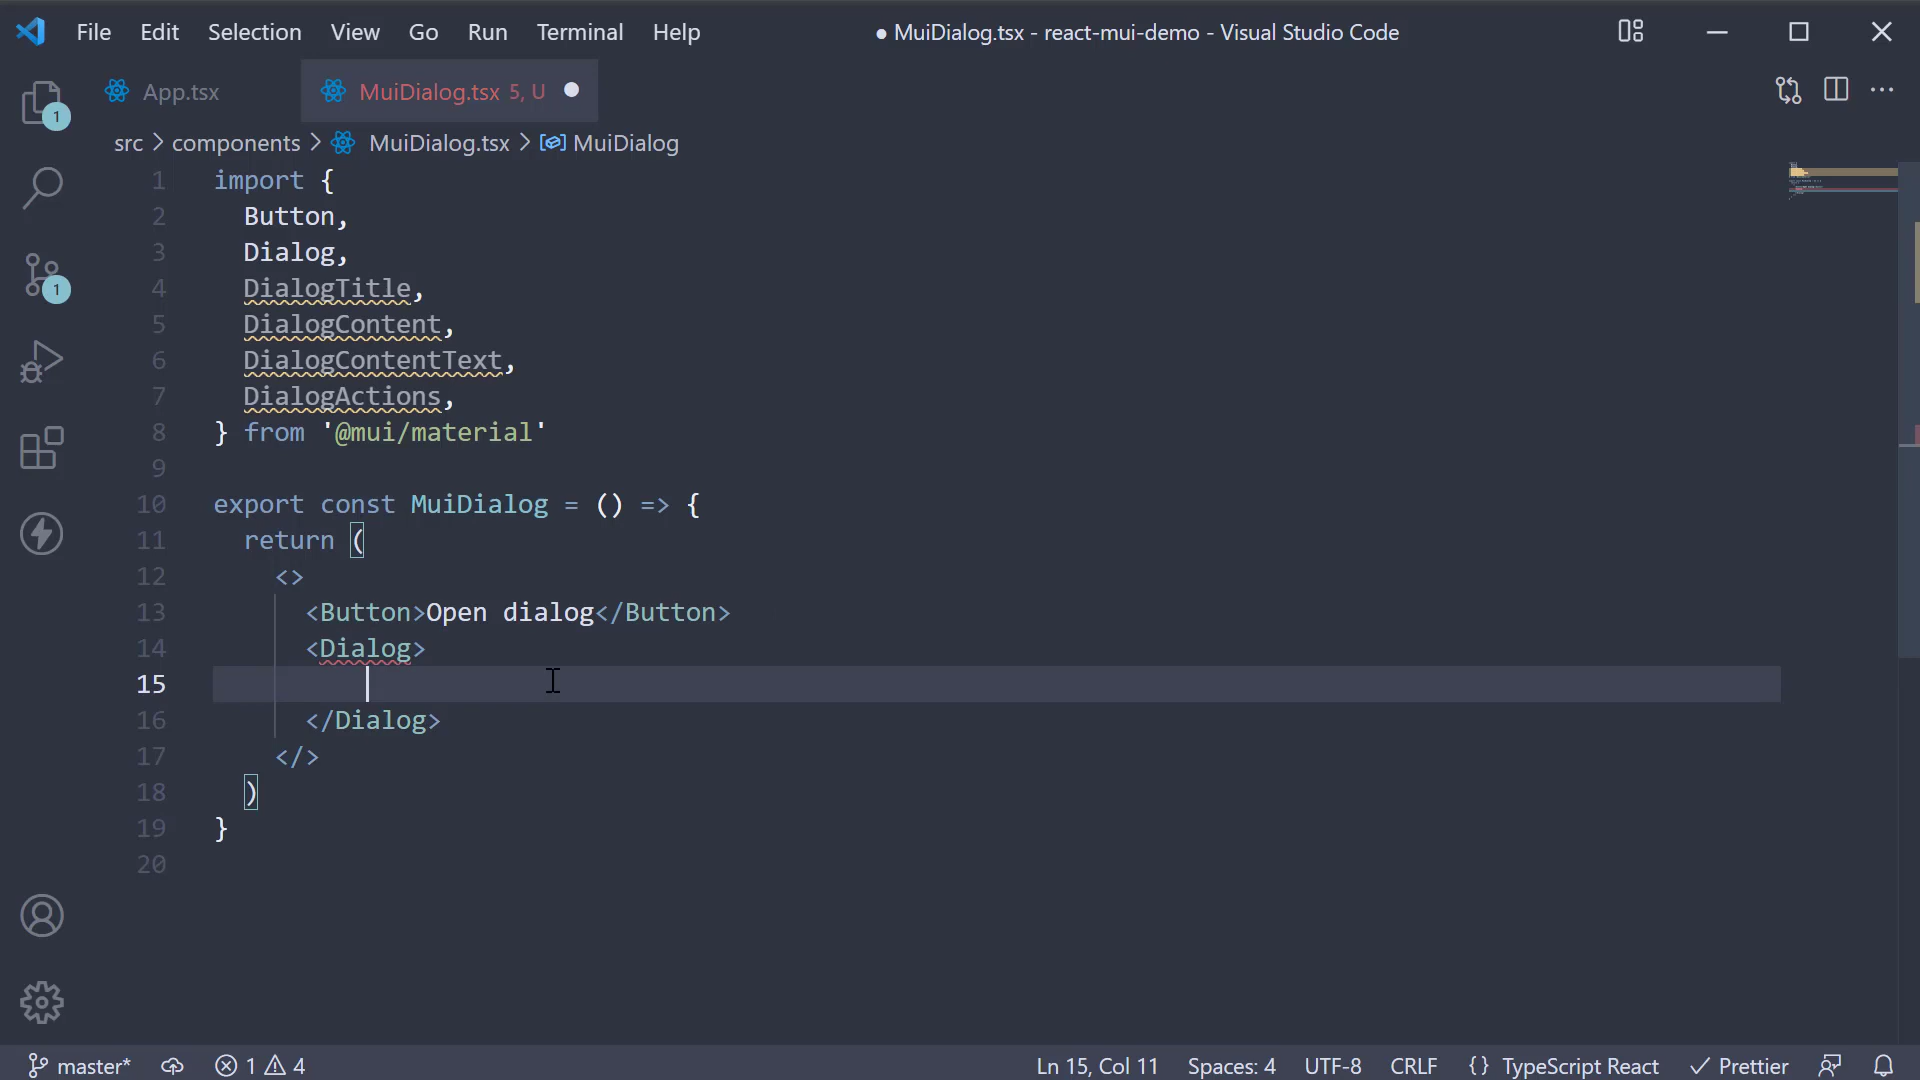 File Edit Selection View Go Run Terminal Help ● MuiDialog.tsx - react-mui-demo - Visual Studio Code
App.tsx MuiDialog.tsx 5, U
src > components > MuiDialog.tsx > MuiDialog
1 import {
2 Button,
3 Dialog,
4 DialogTitle,
5 DialogContent,
6 DialogContentText,
7 DialogActions,
8 } from '@mui/material'
9
10 export const MuiDialog = () => {
11 return (
12 <>
13 <Button>Open dialog</Button>
14 <Dialog>
15
16 </Dialog>
17 </>
18 )
19 }
20
1
1
master* 1 4 Ln 15, Col 11 Spaces: 4 UTF-8 CRLF {} TypeScript React Prettier